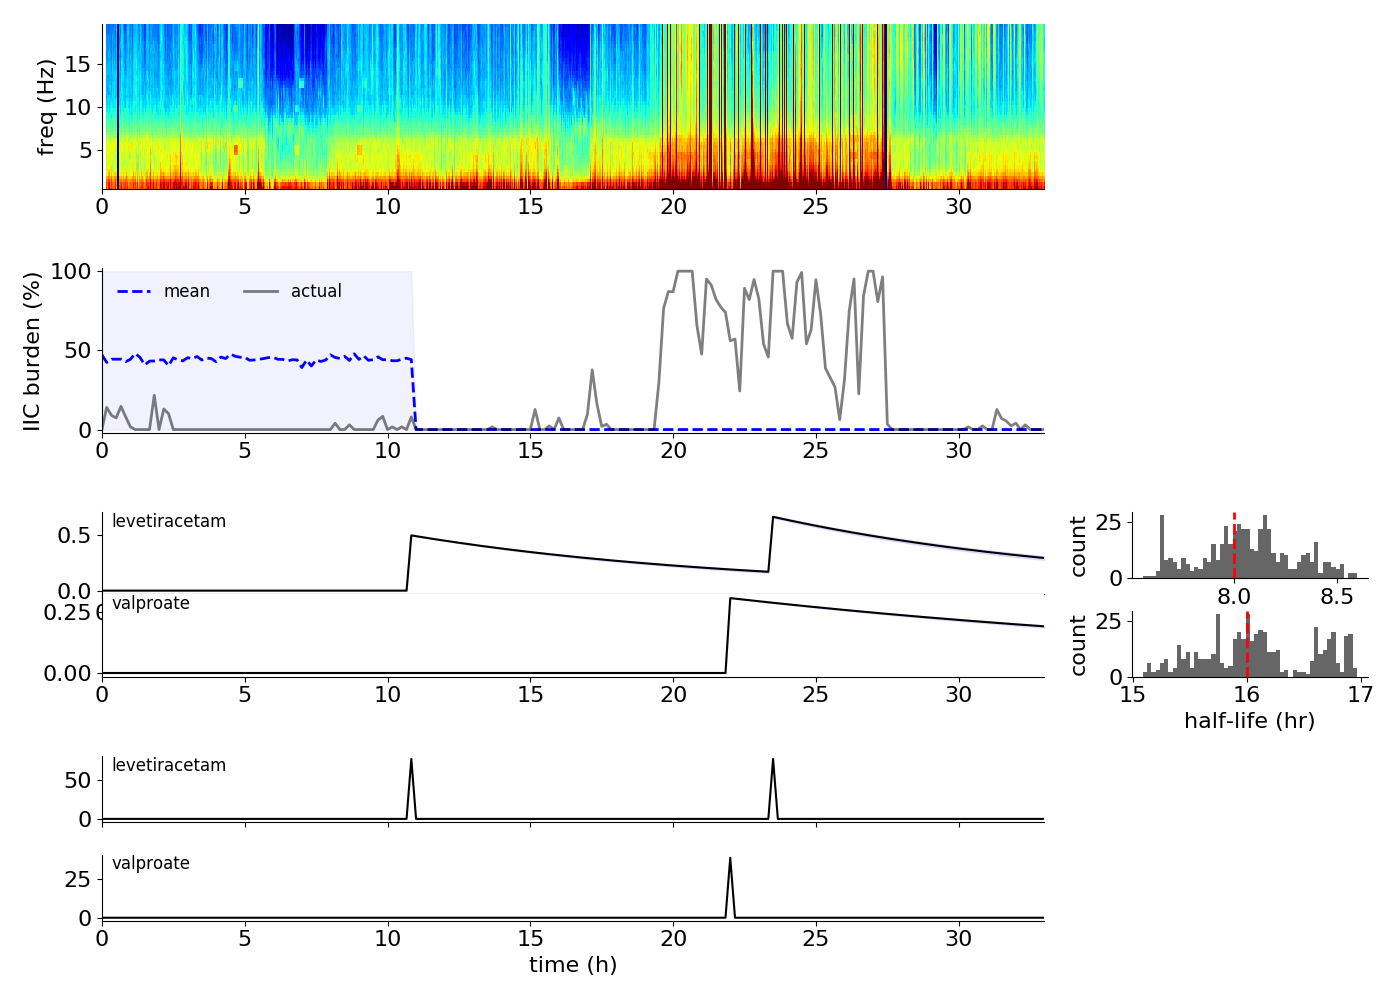 freq (Hz)
15
10
5
0 5 10 15 20 25 30
IIC burden (%)
100
50
0
mean actual
0 5 10 15 20 25 30
levetiracetam
0.5
0.0
count
25
0
8.0 8.5
valproate
0.25
0.00
0 5 10 15 20 25 30
count
25
0
15 16 17
half-life (hr)
levetiracetam
50
0
valproate
25
0
0 5 10 15 20 25 30
time (h)